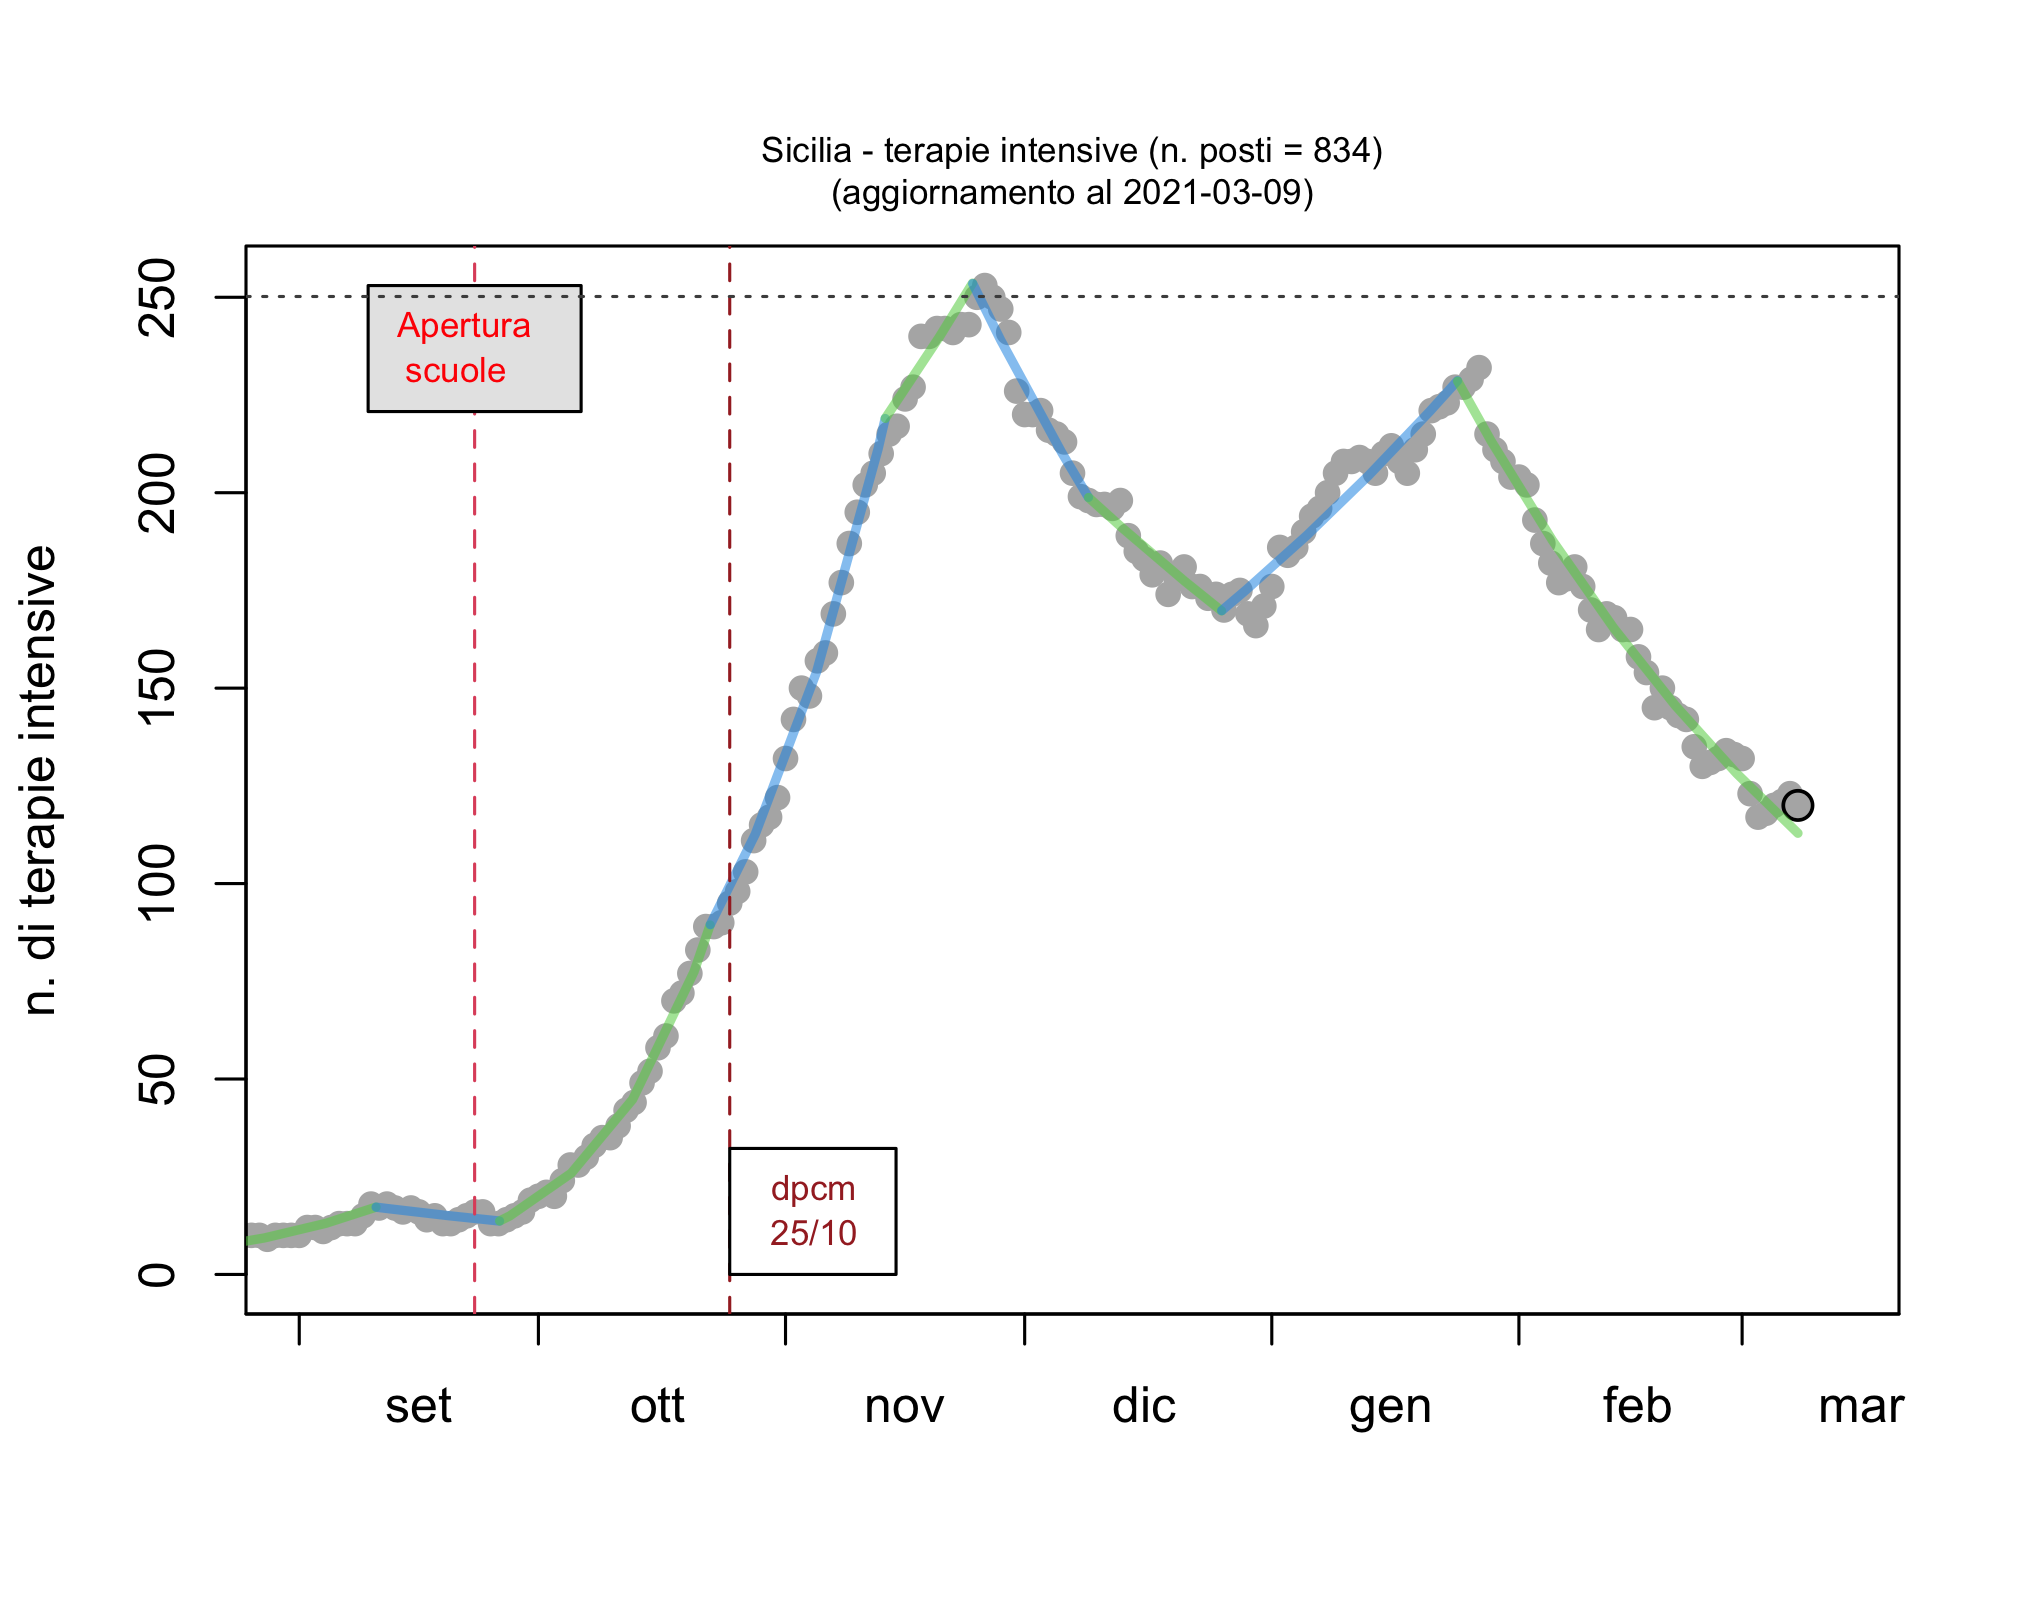 Sicilia - terapie intensive (n. posti = 834)
(aggiornamento al 2021-03-09)
n. di terapie intensive
250
200
150
100
50
0
Apertura
scuole
dpcm
25/10
set ott nov dic gen feb mar